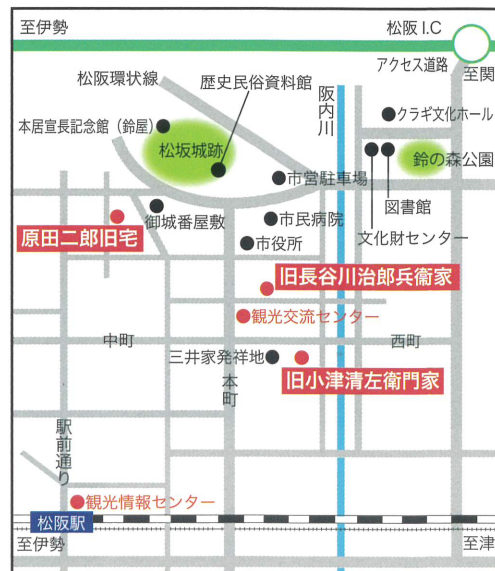 至伊勢
松阪I.C
アクセス道路
至関
松阪環状線
歴史民俗資料館
阪内川
クラギ文化ホール
本居宣長記念館（鈴屋）
松坂城跡
鈴の森公園
市営駐車場
図書館
御城番屋敷
市民病院
文化財センター
原田二郎旧宅
市役所
旧長谷川治郎兵衛家
観光交流センター
中町
西町
三井家発祥地
本町
旧小津清左衛門家
駅前通り
観光情報センター
松阪駅
至伊勢
至津